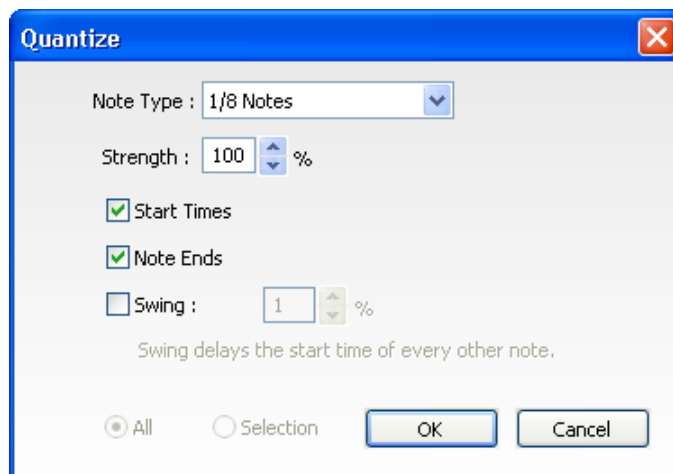 Quantize
Note Type : 1/8 Notes
Strength : 100 %
Start Times
Note Ends
Swing : 1 %
Swing delays the start time of every other note.
All Selection OK Cancel